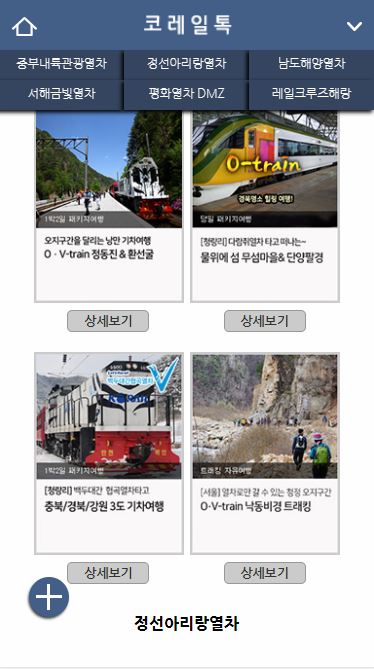 코레일톡
중부내륙관광열차 정선아리랑열차 남도해양열차
서해금빛열차 평화열차 DMZ 레일크루즈해랑
1박2일 패키지여행
오지구간을 달리는 낭만 기차여행
O · V-train 정동진 & 환선굴
상세보기
O-train
경북명소 힐링 여행!
당일 패키지여행
[청량리] 다람쥐열차 타고 떠나는~
물위에 섬 무섬마을& 단양팔경
상세보기
백두대간협곡열차
1박2일 패키지여행
[청량리] 백두대간 협곡열차타고
충북/경북/강원 3도 기차여행
상세보기
트래킹 자유여행
[서울] 열차로만 갈 수 있는 청정 오지구간
O·V-train 낙동비경 트래킹
상세보기
정선아리랑열차